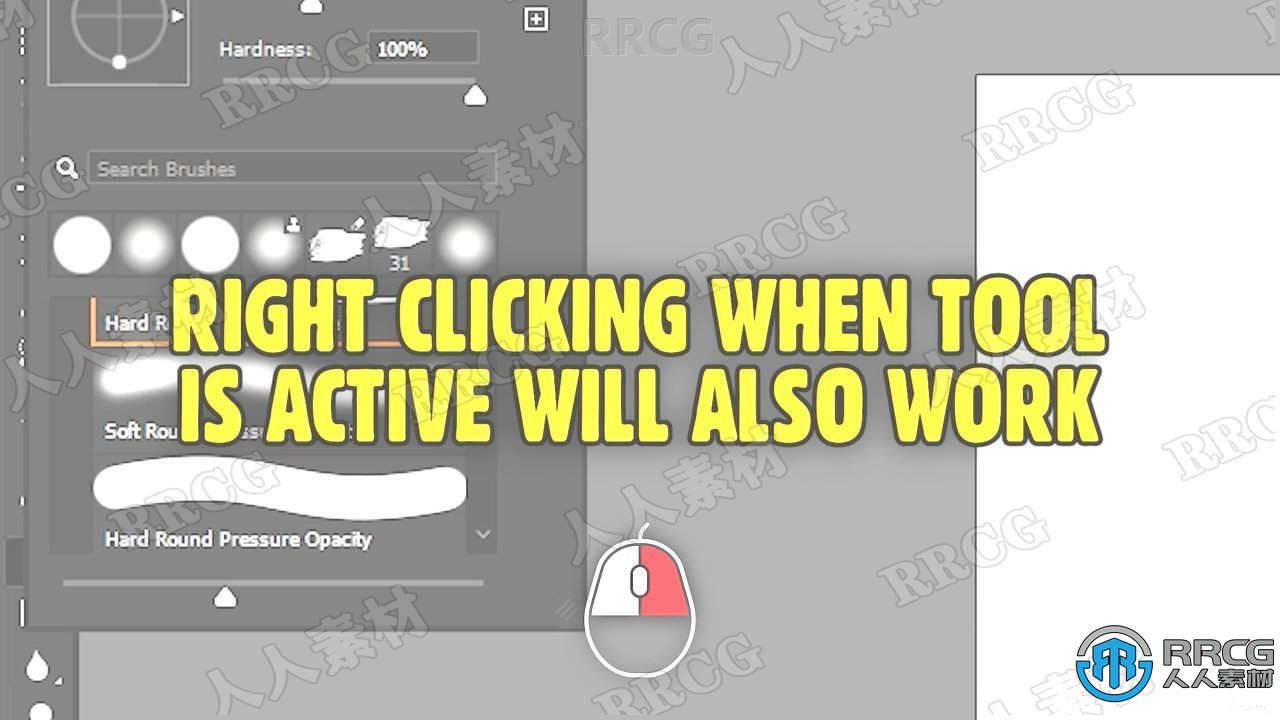 Hardness: 100%
RRCG
Search Brushes
31
Hard R
RIGHT CLICKING WHEN TOOL
IS ACTIVE WILL ALSO WORK
Soft Rou
Hard Round Pressure Opacity
RRCG
人人素材